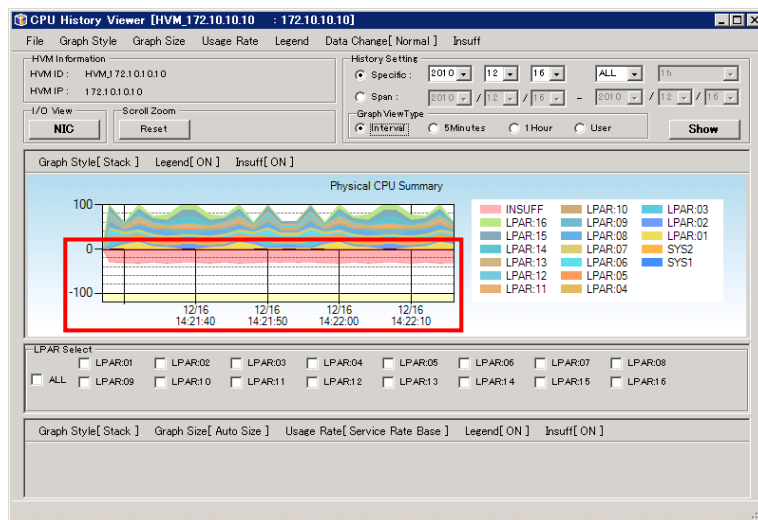 CPU History Viewer [HVM_172.10.10.10 : 172.10.10.10]
File Graph Style Graph Size Usage Rate Legend Data Change[ Normal ] Insuff
HVM Information
HVM ID : HVM_172.10.10.10
HVM IP : 172.10.10.10
I/O View
NIC
Scroll Zoom
Reset
History Setting
Specific : 2010 12 16 ALL 1h
Span : 2010 / 12 / 16 - 2010 / 12 / 16
Graph ViewType
Interval 5Minutes 1Hour User
Show
Graph Style[ Stack ] Legend[ ON ] Insuff[ ON ]
Physical CPU Summary
100
0
-100
12/16 12/16 12/16 12/16
14:21:40 14:21:50 14:22:00 14:22:10
INSUFF LPAR:10 LPAR:03
LPAR:16 LPAR:09 LPAR:02
LPAR:15 LPAR:08 LPAR:01
LPAR:14 LPAR:07 SYS2
LPAR:13 LPAR:06 SYS1
LPAR:12 LPAR:05
LPAR:11 LPAR:04
LPAR Select
ALL
LPAR:01 LPAR:02 LPAR:03 LPAR:04 LPAR:05 LPAR:06 LPAR:07 LPAR:08
LPAR:09 LPAR:10 LPAR:11 LPAR:12 LPAR:13 LPAR:14 LPAR:15 LPAR:16
Graph Style[ Stack ] Graph Size[ Auto Size ] Usage Rate[ Service Rate Base ] Legend[ ON ] Insuff[ ON ]